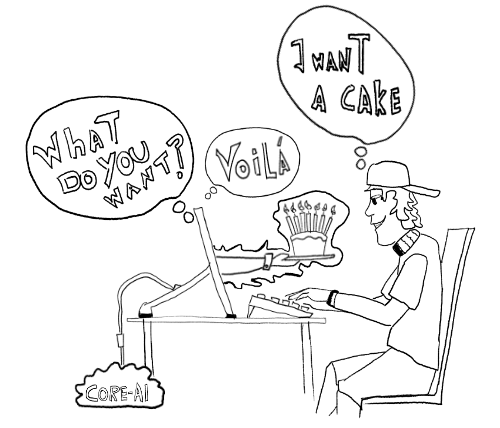 WhAT
DO YOU
WANT?
VOiLÁ
I WANT
A CAKE
CORE-AI